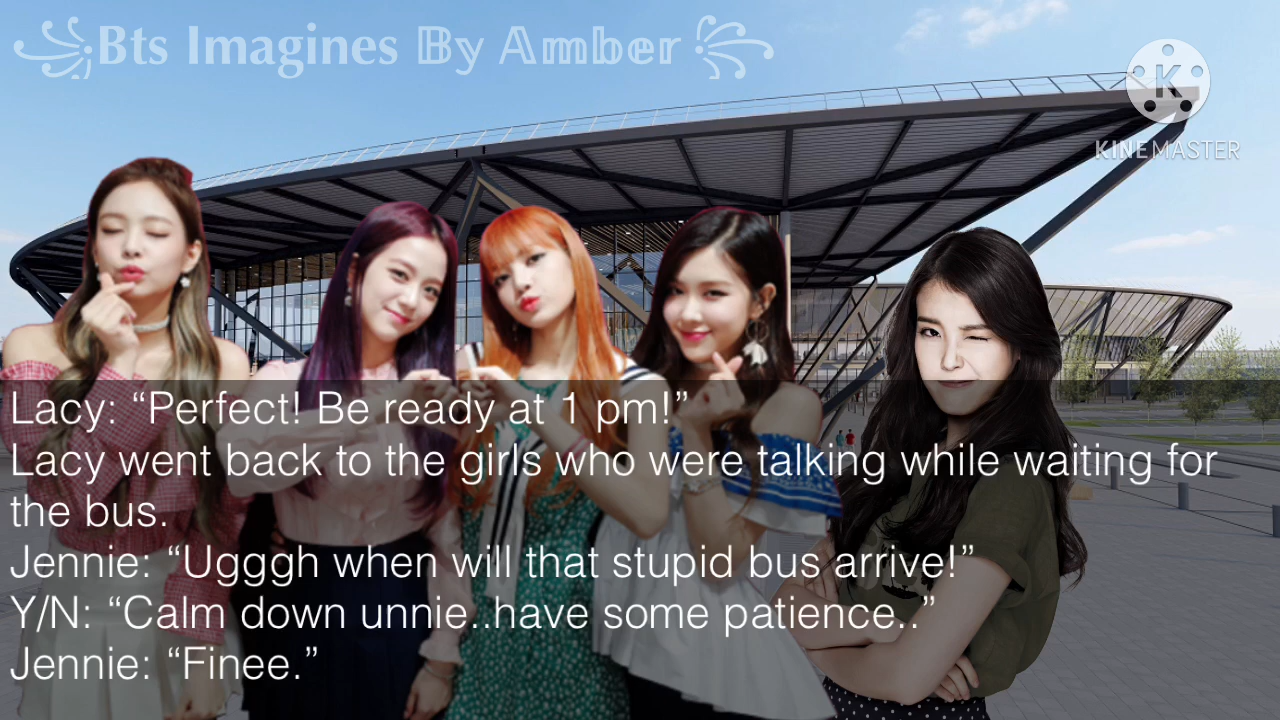 Bts Imagines By Amber
K
KINEMASTER
Lacy: “Perfect! Be ready at 1 pm!”
Lacy went back to the girls who were talking while waiting for
the bus.
Jennie: “Ugggh when will that stupid bus arrive!”
Y/N: “Calm down unnie..have some patience..”
Jennie: “Finee.”